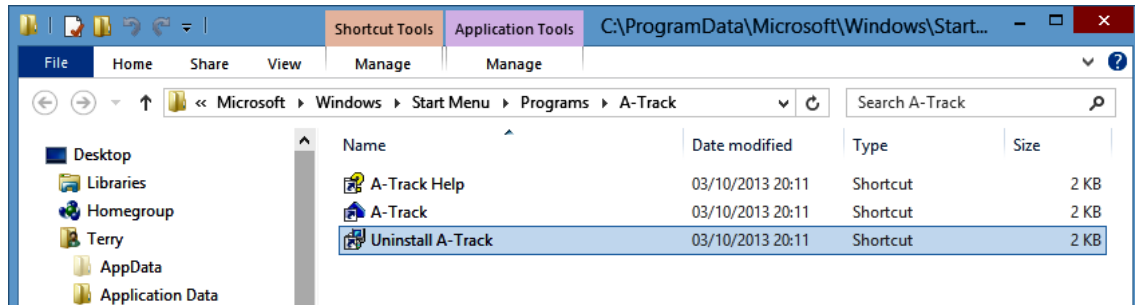 Shortcut Tools Application Tools C:\ProgramData\Microsoft\Windows\Start...
File Home Share View Manage Manage
« Microsoft Windows Start Menu Programs A-Track Search A-Track
Name Date modified Type Size
Desktop
Libraries
Homegroup
Terry
AppData
Application Data
A-Track Help 03/10/2013 20:11 Shortcut 2 KB
A-Track 03/10/2013 20:11 Shortcut 2 KB
Uninstall A-Track 03/10/2013 20:11 Shortcut 2 KB